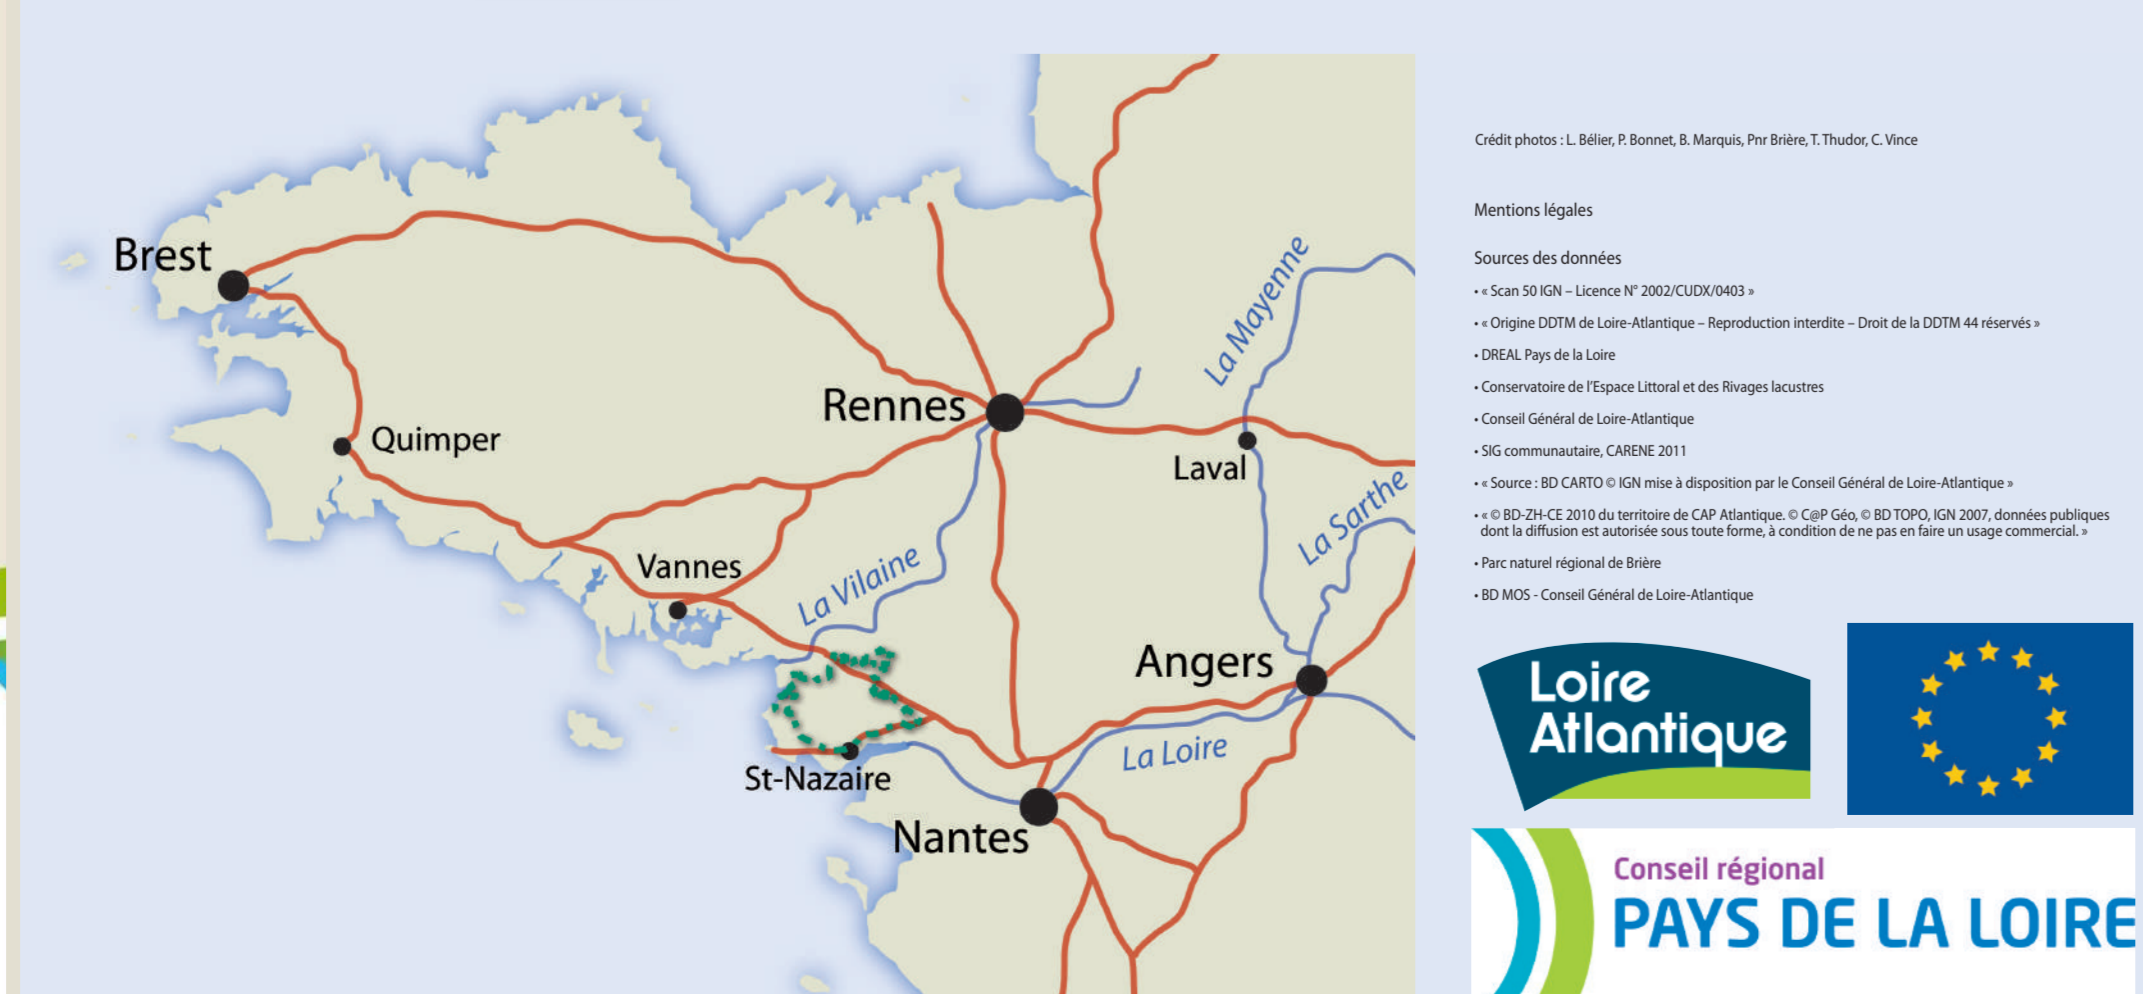 Brest
Quimper
Rennes
Vannes
La Vilaine
St-Nazaire
Nantes
La Mayenne
Laval
La Sarthe
Angers
La Loire
Crédit photos : L. Bélier, P. Bonnet, B. Marquis, Pnr Brière, T. Thudor, C. Vince
Mentions légales
Sources des données
• « Scan 50 IGN – Licence N° 2002/CUDX/0403 »
• « Origine DDTM de Loire-Atlantique – Reproduction interdite – Droit de la DDTM 44 réservés »
• DREAL Pays de la Loire
• Conservatoire de l'Espace Littoral et des Rivages lacustres
• Conseil Général de Loire-Atlantique
• SIG communautaire, CARENE 2011
• « Source : BD CARTO © IGN mise à disposition par le Conseil Général de Loire-Atlantique »
• « © BD-ZH-CE 2010 du territoire de CAP Atlantique. © C@P Géo, © BD TOPO, IGN 2007, données publiques
dont la diffusion est autorisée sous toute forme, à condition de ne pas en faire un usage commercial. »
• Parc naturel régional de Brière
• BD MOS - Conseil Général de Loire-Atlantique
Loire
Atlantique
Conseil régional
PAYS DE LA LOIRE